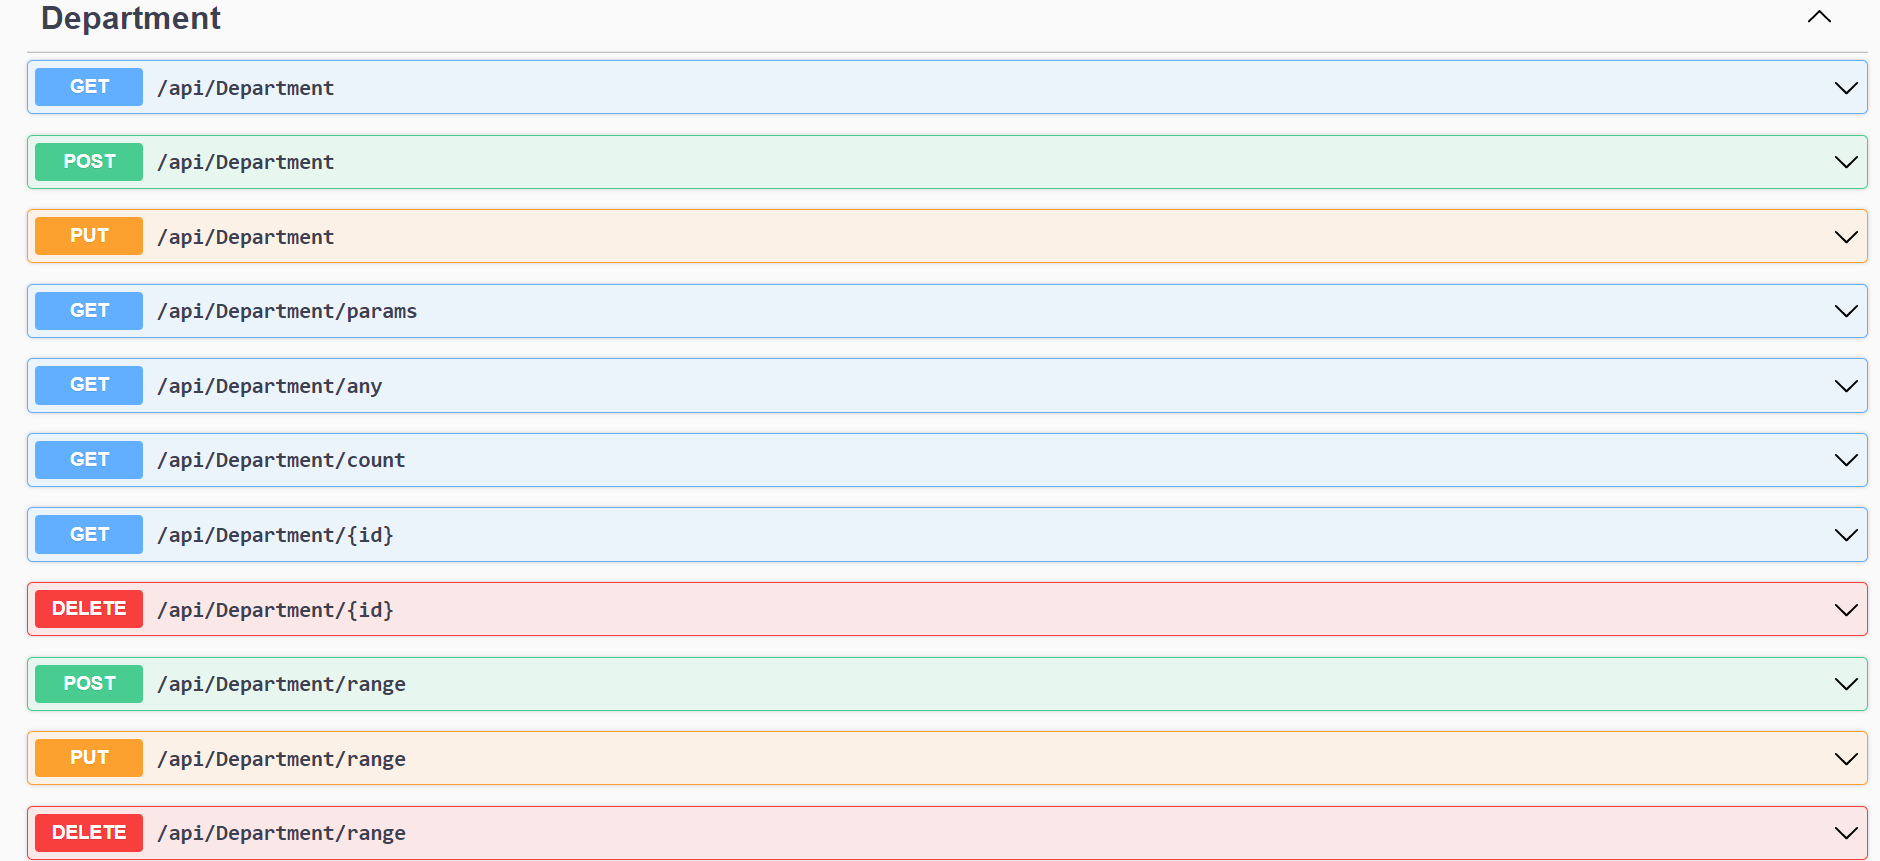 Department
GET /api/Department
POST /api/Department
PUT /api/Department
GET /api/Department/params
GET /api/Department/any
GET /api/Department/count
GET /api/Department/{id}
DELETE /api/Department/{id}
POST /api/Department/range
PUT /api/Department/range
DELETE /api/Department/range